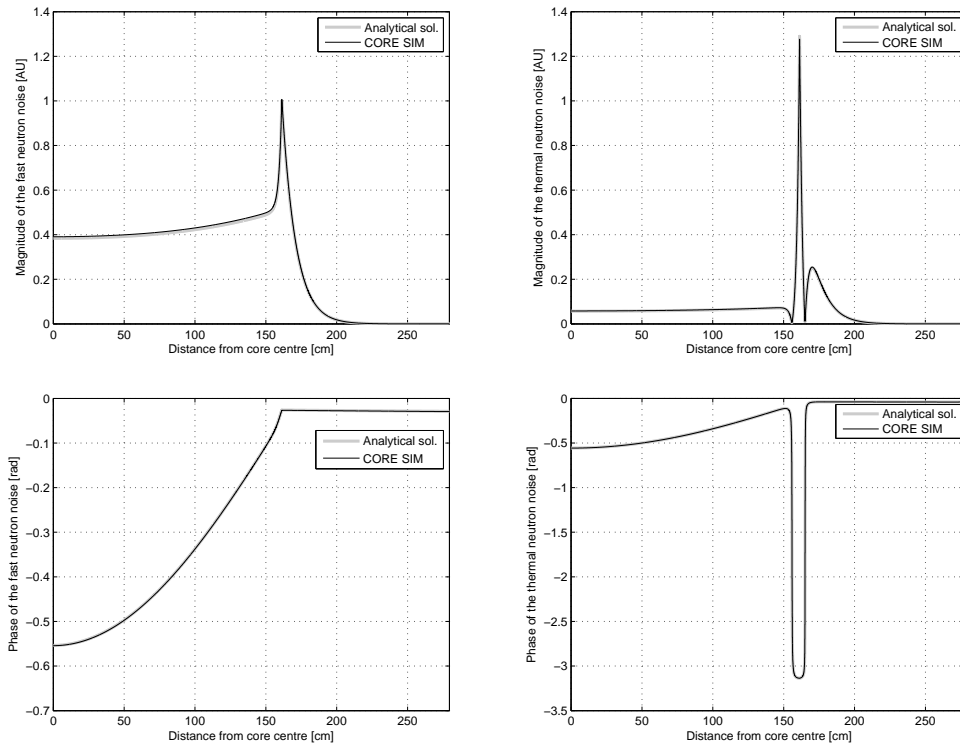 Magnitude of the fast neutron noise [AU]
1.4
1.2
1
0.8
0.6
0.4
0.2
0
0 50 100 150 200 250
Distance from core centre [cm]
Analytical sol.
CORE SIM
Magnitude of the thermal neutron noise [AU]
1.4
1.2
1
0.8
0.6
0.4
0.2
0
0 50 100 150 200 250
Distance from core centre [cm]
Analytical sol.
CORE SIM
Phase of the fast neutron noise [rad]
0
−0.1
−0.2
−0.3
−0.4
−0.5
−0.6
−0.7
0 50 100 150 200 250
Distance from core centre [cm]
Analytical sol.
CORE SIM
Phase of the thermal neutron noise [rad]
0
−0.5
−1
−1.5
−2
−2.5
−3
−3.5
0 50 100 150 200 250
Distance from core centre [cm]
Analytical sol.
CORE SIM